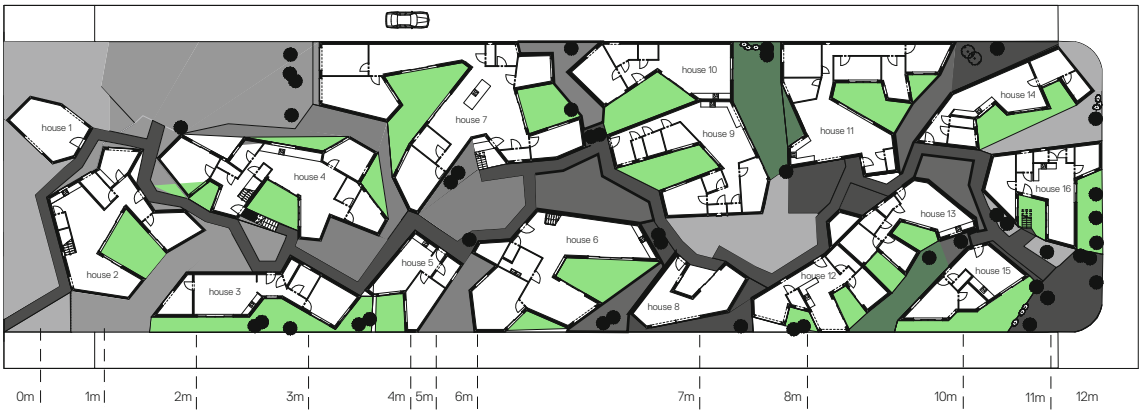 house 1
house 2
house 3
house 4
house 5
house 6
house 7
house 8
house 9
house 10
house 11
house 12
house 13
house 14
house 15
house 16
0m 1m 2m 3m 4m 5m 6m 7m 8m 10m 11m 12m